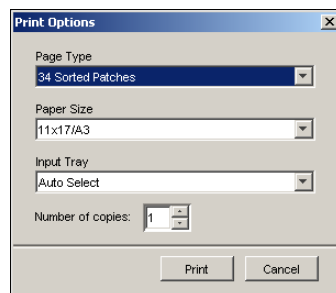 Print Options
Page Type
34 Sorted Patches
Paper Size
11x17/A3
Input Tray
Auto Select
Number of copies: 1
Print Cancel